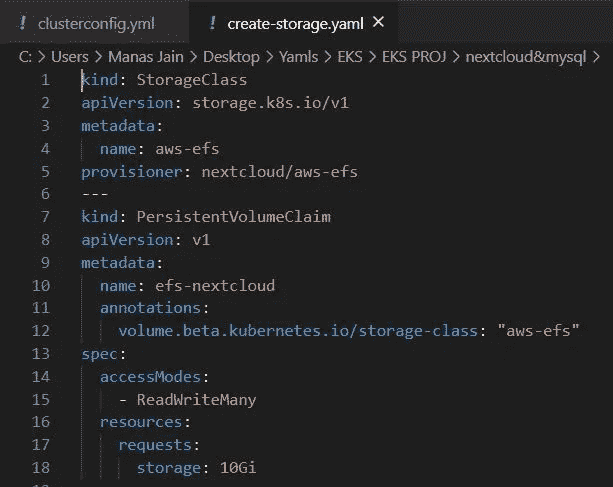 clusterconfig.yml
create-storage.yaml
C: > Users > Manas Jain > Desktop > Yamls > EKS > EKS PROJ > nextcloud&mysql >
1 kind: StorageClass
2 apiVersion: storage.k8s.io/v1
3 metadata:
4   name: aws-efs
5 provisioner: nextcloud/aws-efs
6 ---
7 kind: PersistentVolumeClaim
8 apiVersion: v1
9 metadata:
10   name: efs-nextcloud
11   annotations:
12     volume.beta.kubernetes.io/storage-class: "aws-efs"
13 spec:
14   accessModes:
15     - ReadWriteMany
16   resources:
17     requests:
18       storage: 10Gi